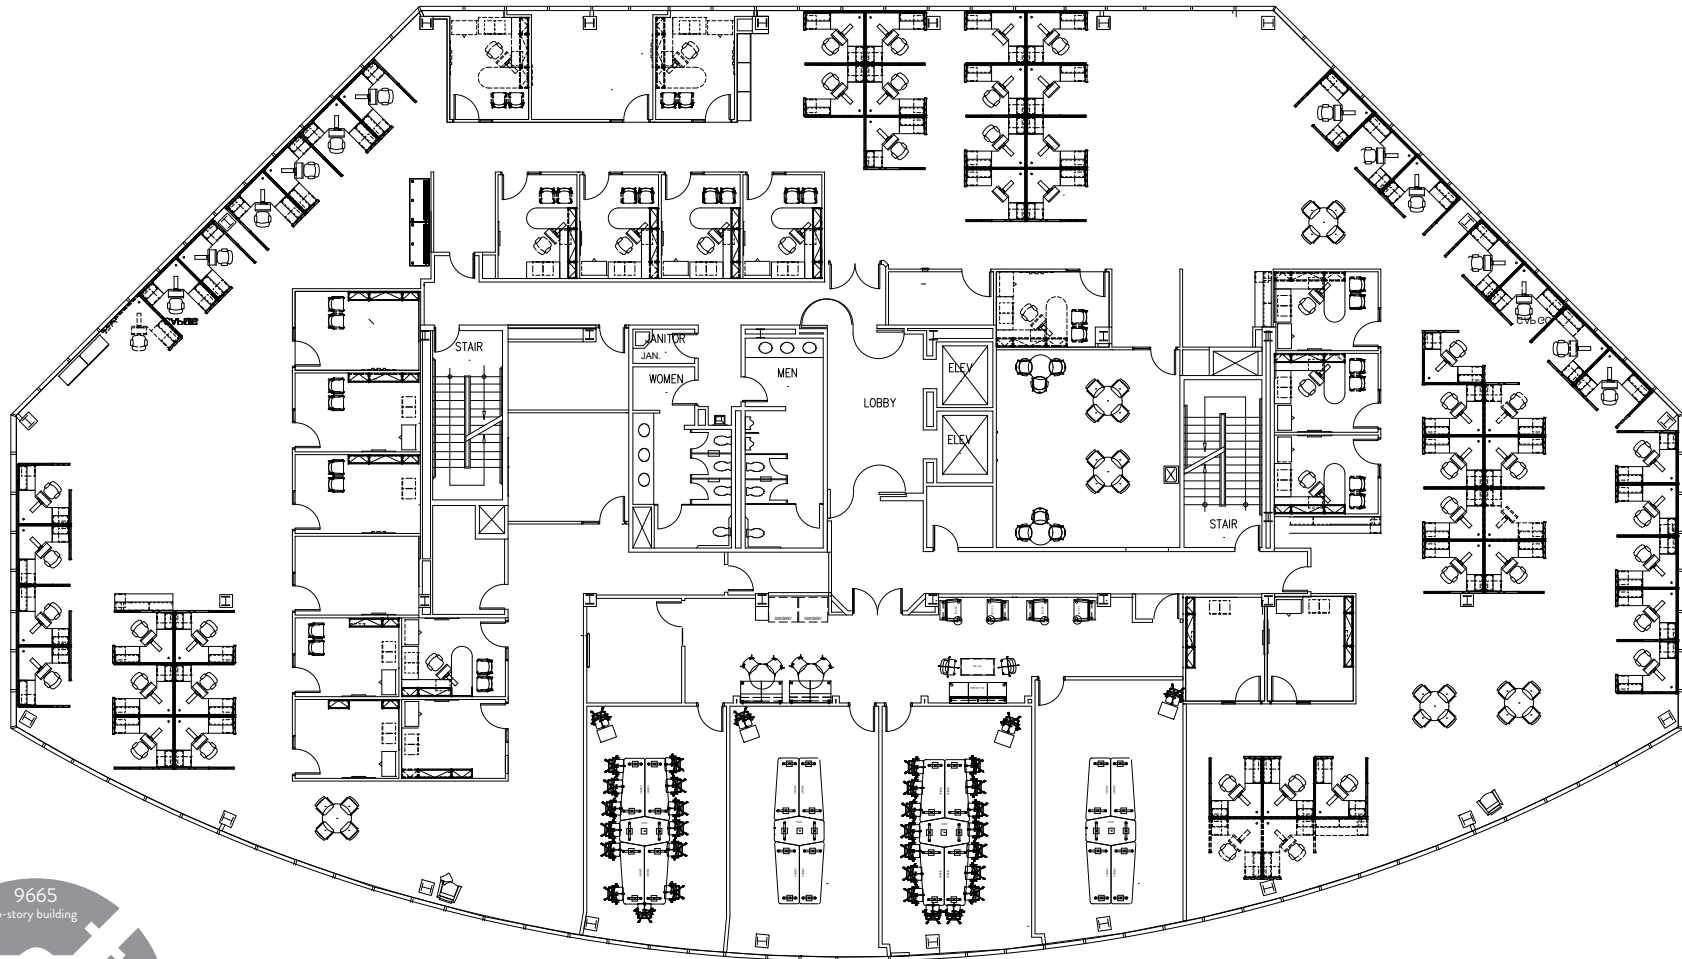 STAIR
JANITOR
JAN.
WOMEN
MEN
ELEV
LOBBY
ELEV
STAIR
9665
-story building